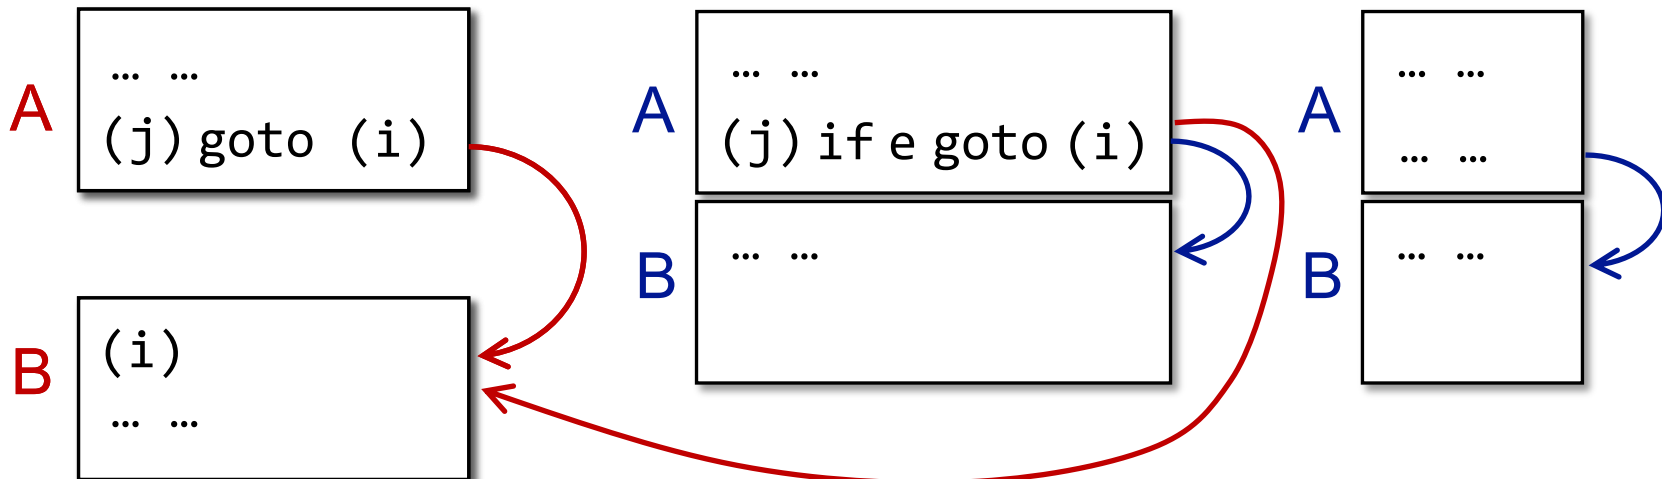 A
… …
(j) goto (i)
B
(i)
… …
A
… …
(j) if e goto (i)
B
… …
A
… …
… …
B
… …